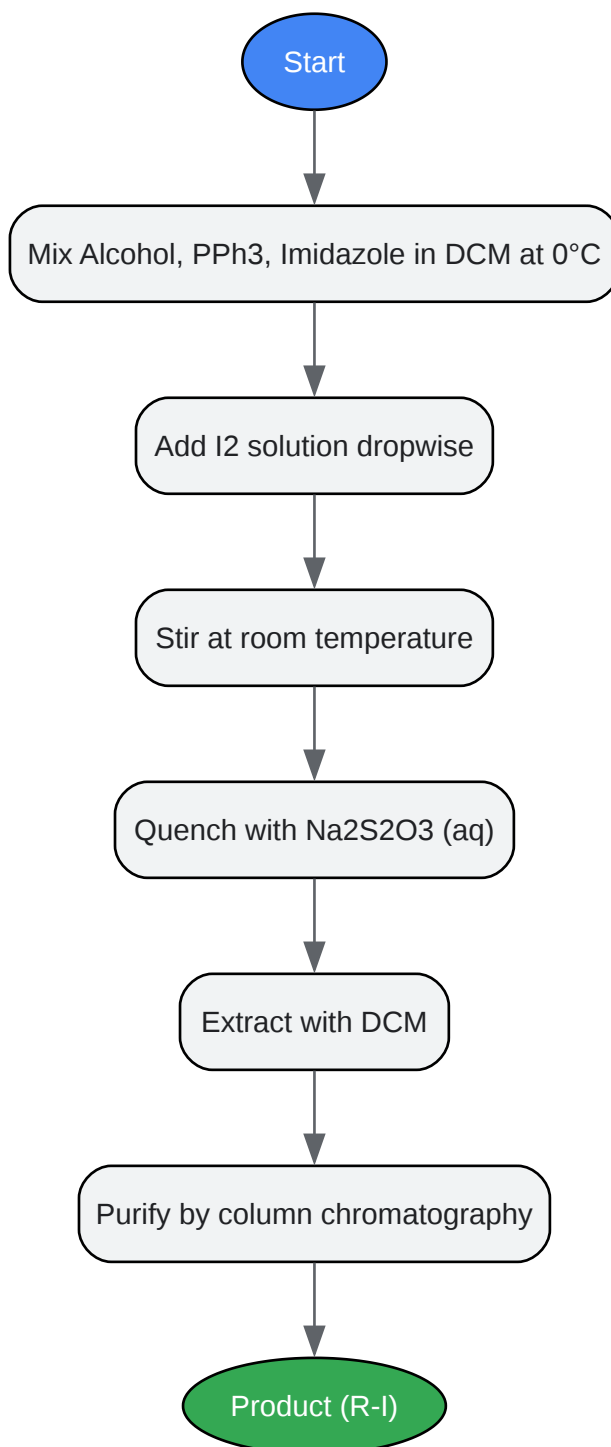 Start
Mix Alcohol, PPh3, Imidazole in DCM at 0°C
Add I2 solution dropwise
Stir at room temperature
Quench with Na2S2O3 (aq)
Extract with DCM
Purify by column chromatography
Product (R-I)